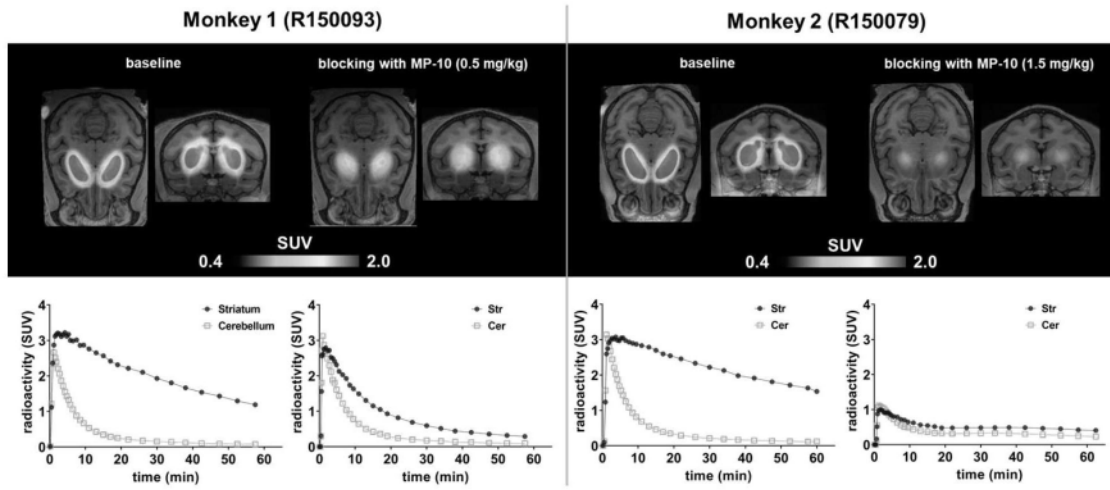 Monkey 1 (R150093)
Monkey 2 (R150079)
baseline
blocking with MP-10 (0.5 mg/kg)
baseline
blocking with MP-10 (1.5 mg/kg)
SUV
0.4
2.0
SUV
0.4
2.0
radioactivity (SUV)
4
3
2
1
0
Striatum
Cerebellum
0 10 20 30 40 50 60
time (min)
4
3
2
1
0
Str
Cer
0 10 20 30 40 50 60
time (min)
radioactivity (SUV)
4
3
2
1
0
Str
Cer
0 10 20 30 40 50 60
time (min)
4
3
2
1
0
Str
Cer
0 10 20 30 40 50 60
time (min)